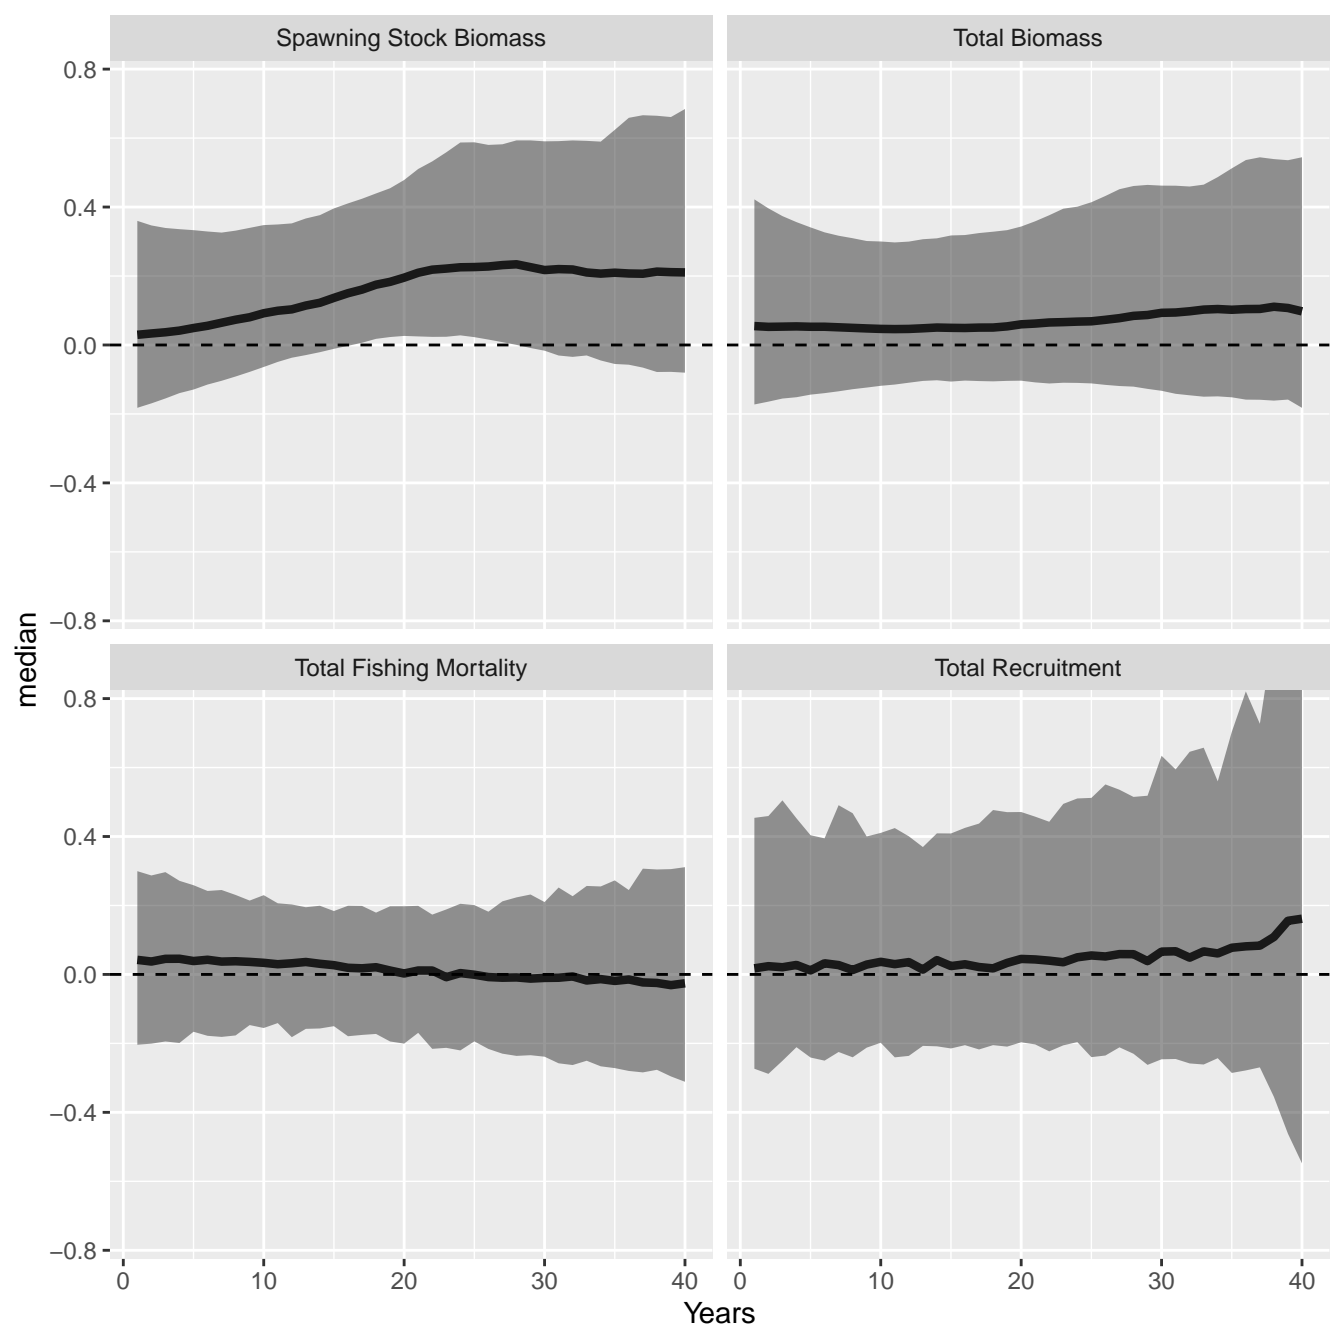 Spawning Stock Biomass
Total Biomass
0.8
0.4
0.0
−0.4
−0.8
median
Total Fishing Mortality
Total Recruitment
0.8
0.4
0.0
−0.4
−0.8
0 10 20 30 40
0 10 20 30 40
Years